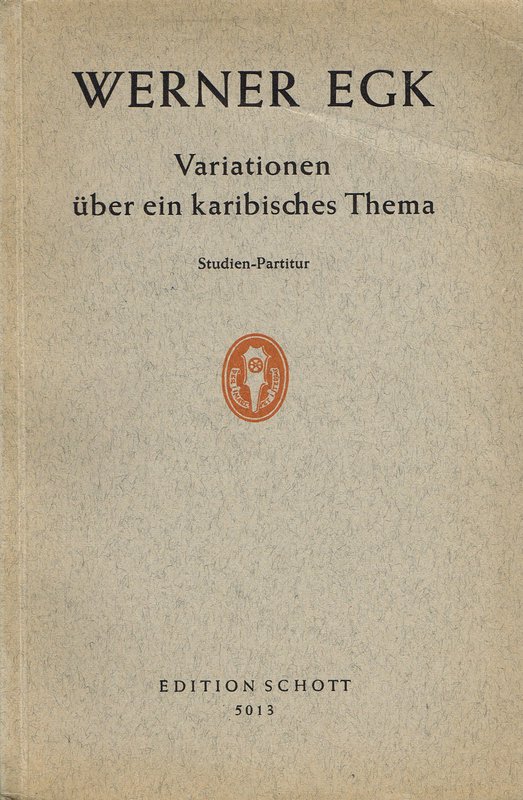 WERNER EGK
Variationen
über ein karibisches Thema
Studien-Partitur
EDITION SCHOTT
5013